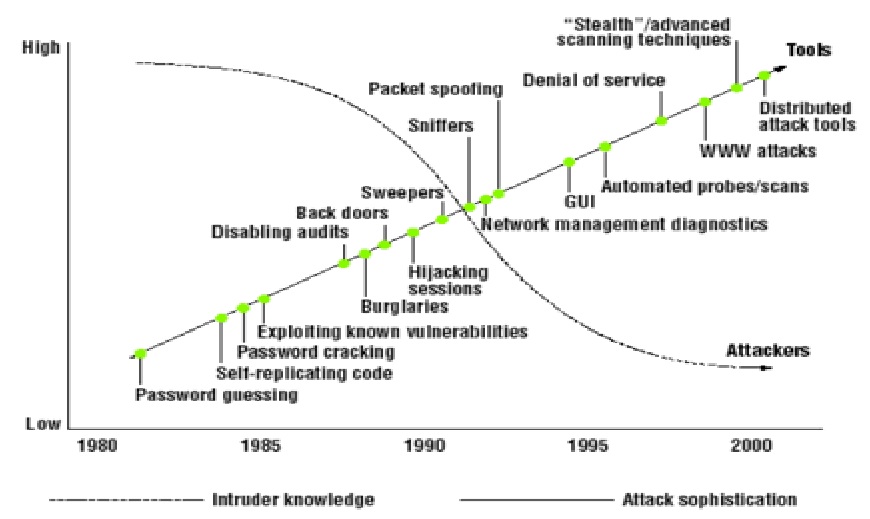 "Stealth"/advanced
scanning techniques
High
Tools
Packet spoofing
Denial of service
Distributed
attack tools
Sniffers
WWW attacks
Sweepers
Automated probes/scans
GUI
Back doors
Network management diagnostics
Disabling audits
Hijacking
sessions
Burglaries
Exploiting known vulnerabilities
Password cracking
Attackers
Self-replicating code
Password guessing
Low
1980 1985 1990 1995 2000
Intruder knowledge Attack sophistication